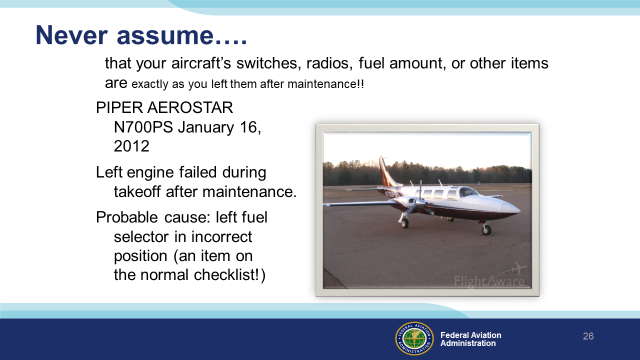 Never assume….
that your aircraft's switches, radios, fuel amount, or other items
are exactly as you left them after maintenance!!
PIPER AEROSTAR
N700PS January 16,
2012
Left engine failed during
takeoff after maintenance.
Probable cause: left fuel
selector in incorrect
position (an item on
the normal checklist!)
FlightAware
Federal Aviation
Administration
26